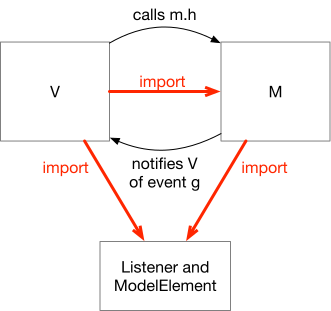 calls m.h
V
import
M
import
notifies V
of event g
import
Listener and
ModelElement